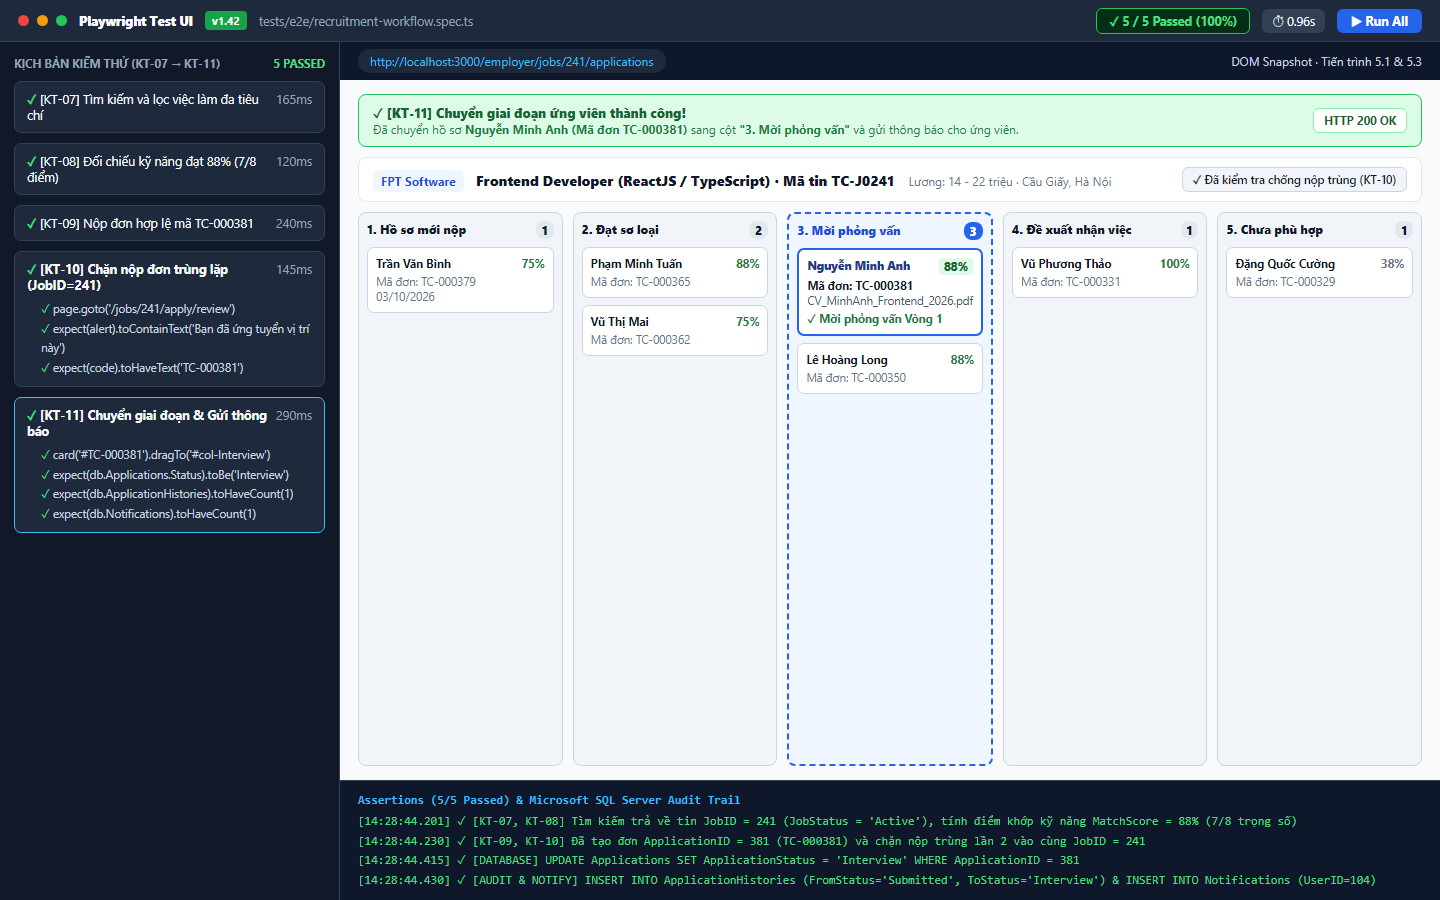 Playwright Test UI v1.42 tests/e2e/recruitment-workflow.spec.ts
✓ 5 / 5 Passed (100%) ⏱ 0.96s ▶ Run All
KỊCH BẢN KIỂM THỬ (KT-07 → KT-11) 5 PASSED
✓ [KT-07] Tìm kiếm và lọc việc làm đa tiêu chí 165ms
✓ [KT-08] Đối chiếu kỹ năng đạt 88% (7/8 điểm) 120ms
✓ [KT-09] Nộp đơn hợp lệ mã TC-000381 240ms
✓ [KT-10] Chặn nộp đơn trùng lặp (JobID=241) 145ms
✓ page.goto('/jobs/241/apply/review')
✓ expect(alert).toContainText('Bạn đã ứng tuyển vị trí này')
✓ expect(code).toHaveText('TC-000381')
✓ [KT-11] Chuyển giai đoạn & Gửi thông báo 290ms
✓ card('#TC-000381').dragTo('#col-Interview')
✓ expect(db.Applications.Status).toBe('Interview')
✓ expect(db.ApplicationHistories).toHaveCount(1)
✓ expect(db.Notifications).toHaveCount(1)
http://localhost:3000/employer/jobs/241/applications
DOM Snapshot · Tiến trình 5.1 & 5.3
✓ [KT-11] Chuyển giai đoạn ứng viên thành công!
Đã chuyển hồ sơ Nguyễn Minh Anh (Mã đơn TC-000381) sang cột "3. Mời phỏng vấn" và gửi thông báo cho ứng viên.
HTTP 200 OK
FPT Software Frontend Developer (ReactJS / TypeScript) · Mã tin TC-J0241 Lương: 14 - 22 triệu · Cầu Giấy, Hà Nội
✓ Đã kiểm tra chống nộp trùng (KT-10)
1. Hồ sơ mới nộp 1
Trần Văn Bình 75%
Mã đơn: TC-000379
03/10/2026
2. Đạt sơ loại 2
Phạm Minh Tuấn 88%
Mã đơn: TC-000365
Vũ Thị Mai 75%
Mã đơn: TC-000362
3. Mời phỏng vấn 3
Nguyễn Minh Anh 88%
Mã đơn: TC-000381
CV_MinhAnh_Frontend_2026.pdf
✓ Mời phỏng vấn Vòng 1
Lê Hoàng Long 88%
Mã đơn: TC-000350
4. Đề xuất nhận việc 1
Vũ Phương Thảo 100%
Mã đơn: TC-000331
5. Chưa phù hợp 1
Đặng Quốc Cường 38%
Mã đơn: TC-000329
Assertions (5/5 Passed) & Microsoft SQL Server Audit Trail
[14:28:44.201] ✓ [KT-07, KT-08] Tìm kiếm trả về tin JobID = 241 (JobStatus = 'Active'), tính điểm khớp kỹ năng MatchScore = 88% (7/8 trọng số)
[14:28:44.230] ✓ [KT-09, KT-10] Đã tạo đơn ApplicationID = 381 (TC-000381) và chặn nộp trùng lần 2 vào cùng JobID = 241
[14:28:44.415] ✓ [DATABASE] UPDATE Applications SET ApplicationStatus = 'Interview' WHERE ApplicationID = 381
[14:28:44.430] ✓ [AUDIT & NOTIFY] INSERT INTO ApplicationHistories (FromStatus='Submitted', ToStatus='Interview') & INSERT INTO Notifications (UserID=104)